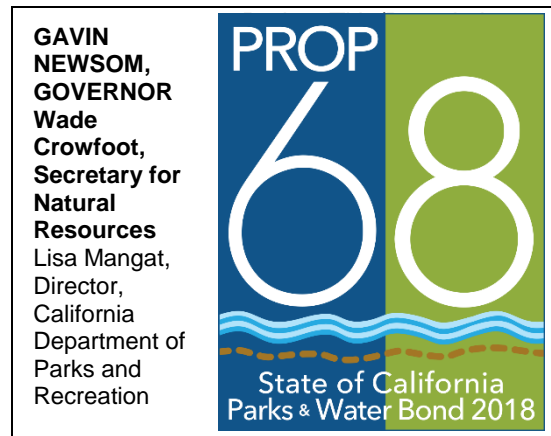 GAVIN
NEWSOM,
GOVERNOR
Wade
Crowfoot,
Secretary for
Natural
Resources
Lisa Mangat,
Director,
California
Department of
Parks and
Recreation
PROP
68
State of California
Parks & Water Bond 2018